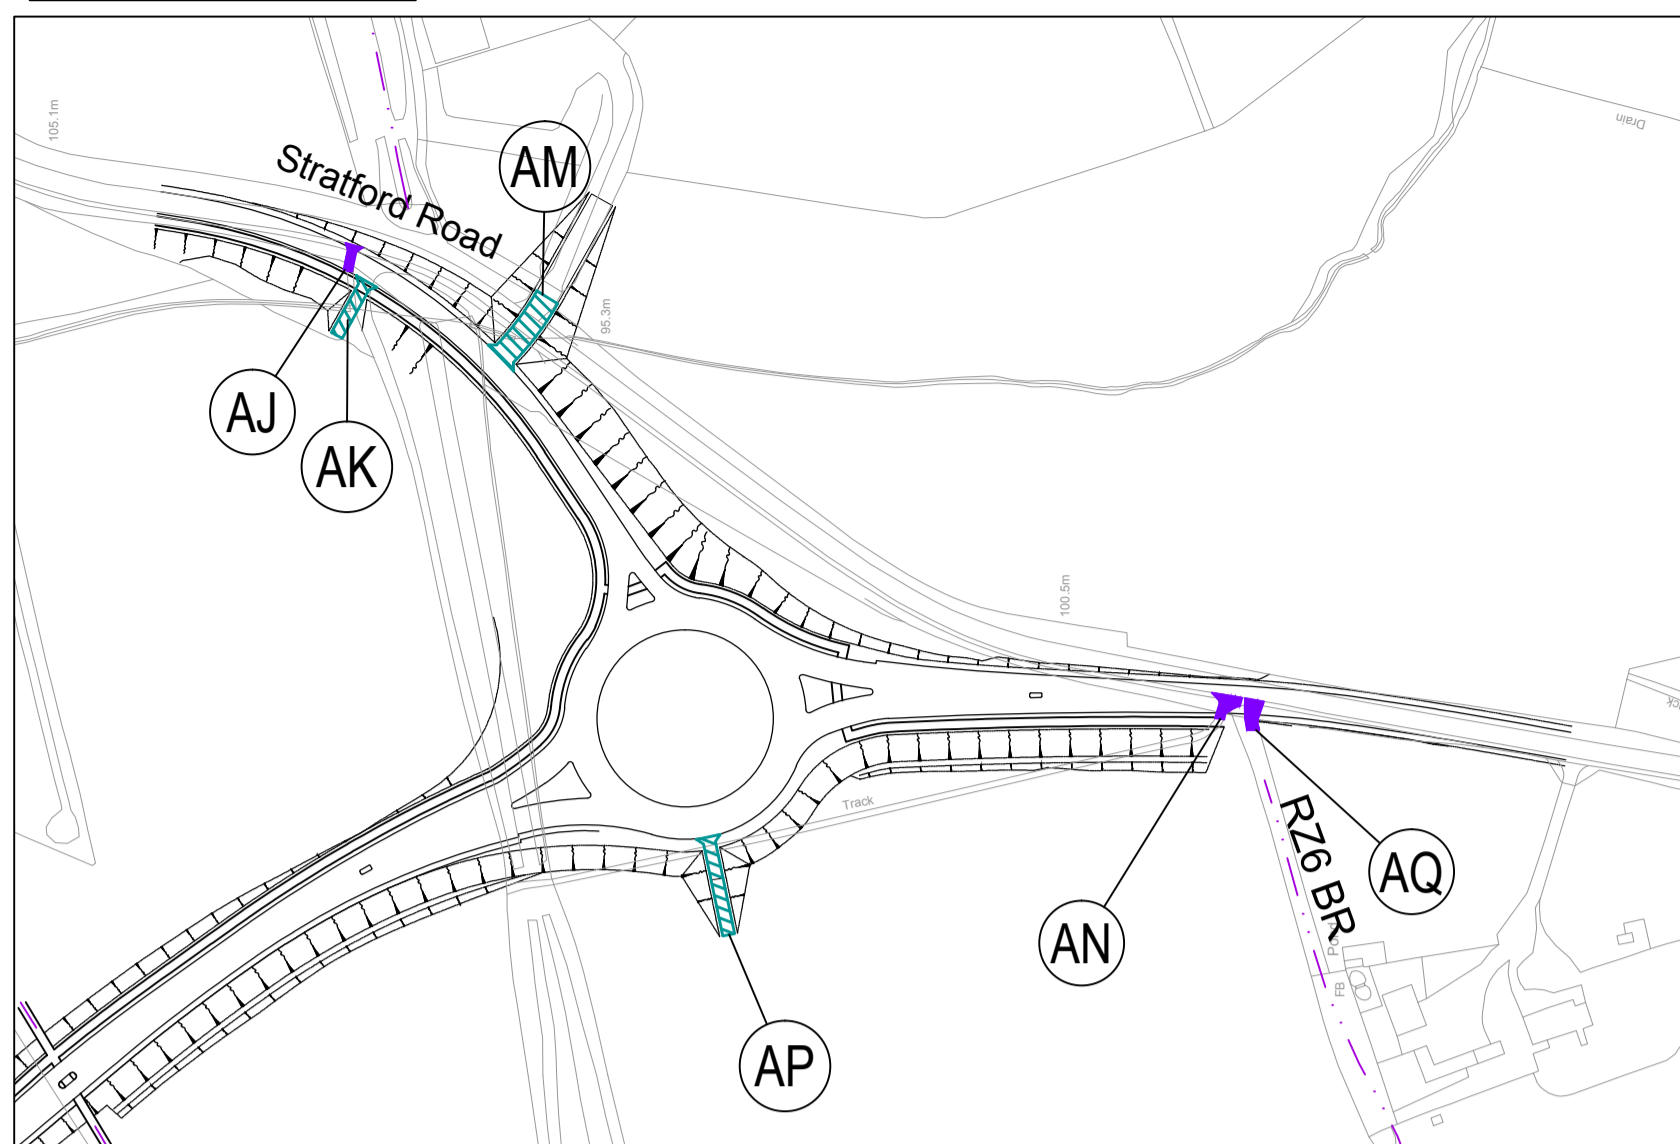 105.1m
Drain
Stratford Road
AM
95.3m
AJ
AK
100.5m
Track
RZ6 BR
AQ
AN
FB
AP